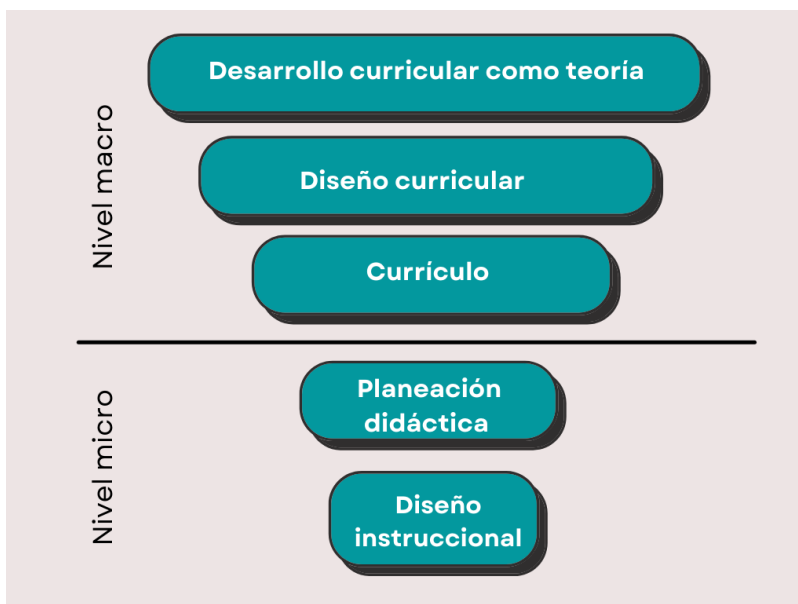 Nivel macro
Desarrollo curricular como teoría
Diseño curricular
Currículo
Nivel micro
Planeación
didáctica
Diseño
instruccional